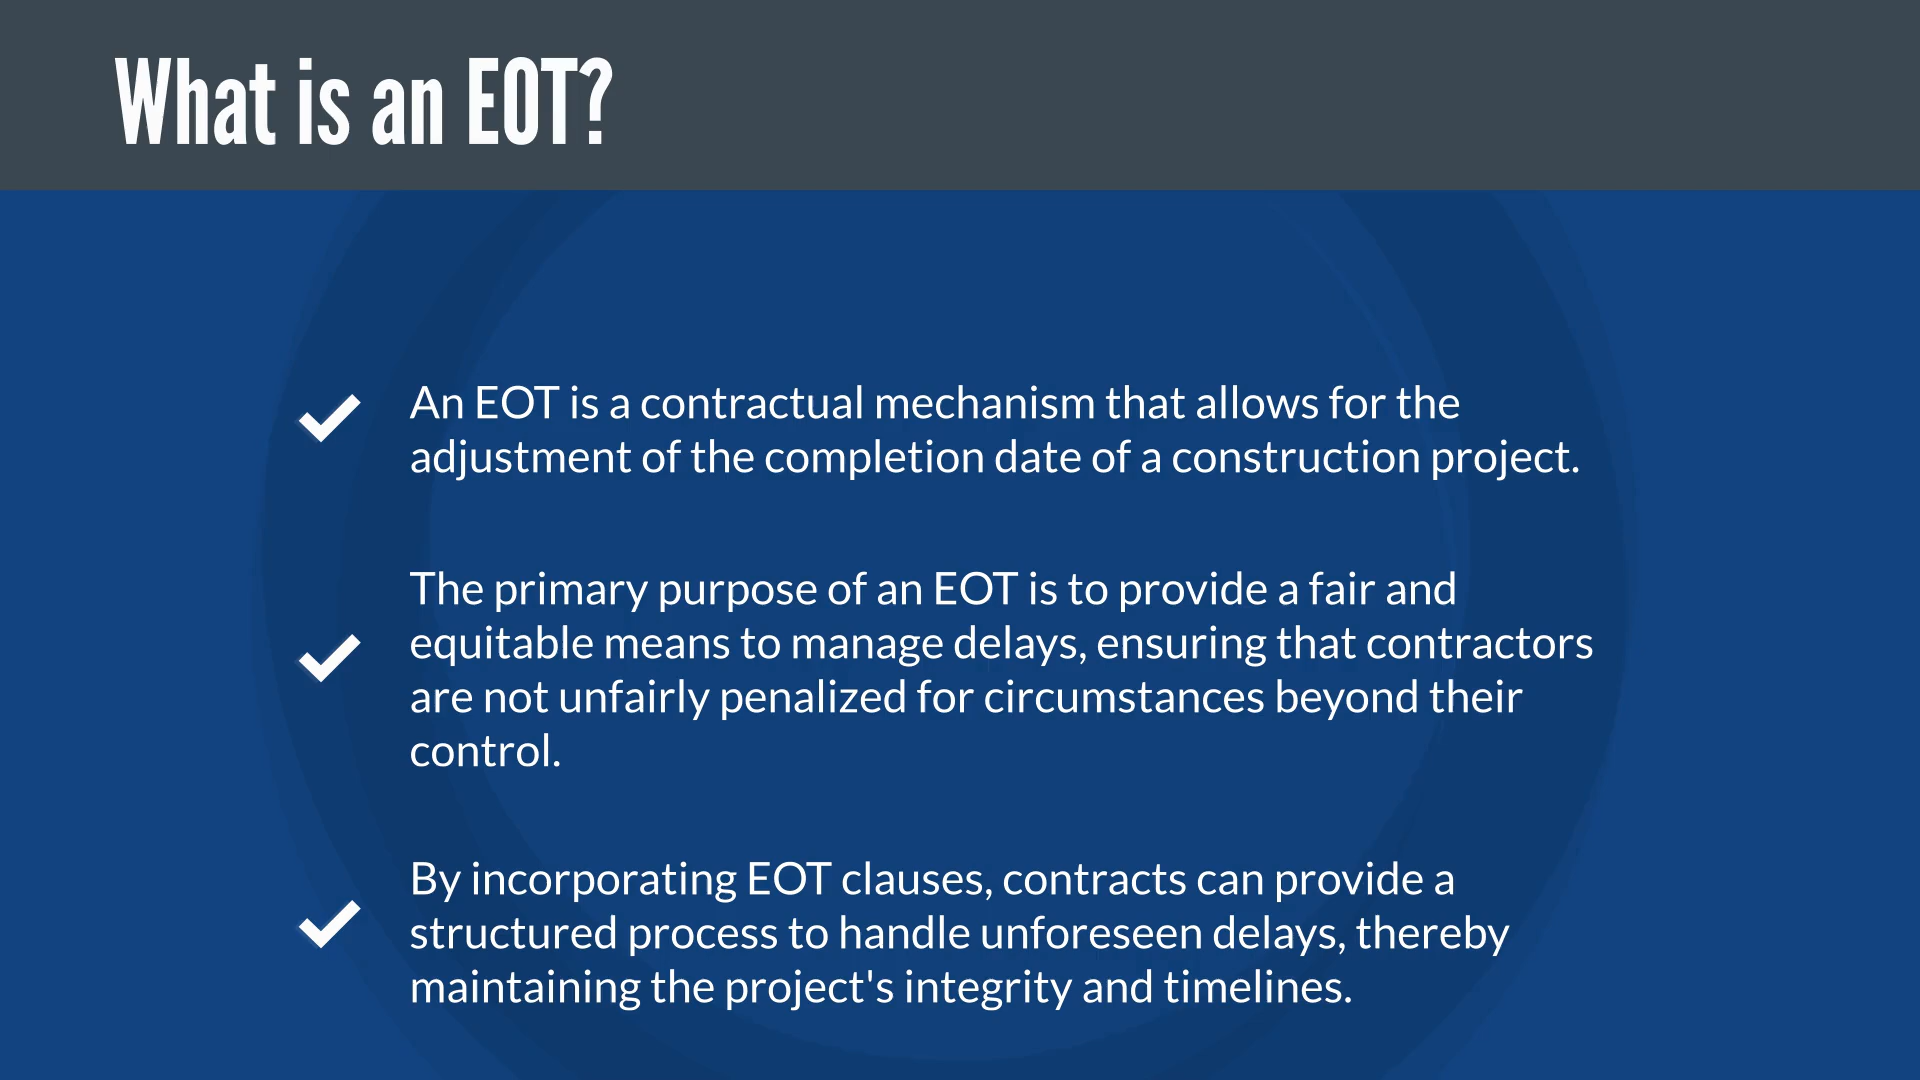 What is an EOT?
An EOT is a contractual mechanism that allows for the
adjustment of the completion date of a construction project.
The primary purpose of an EOT is to provide a fair and
equitable means to manage delays, ensuring that contractors
are not unfairly penalized for circumstances beyond their
control.
By incorporating EOT clauses, contracts can provide a
structured process to handle unforeseen delays, thereby
maintaining the project's integrity and timelines.